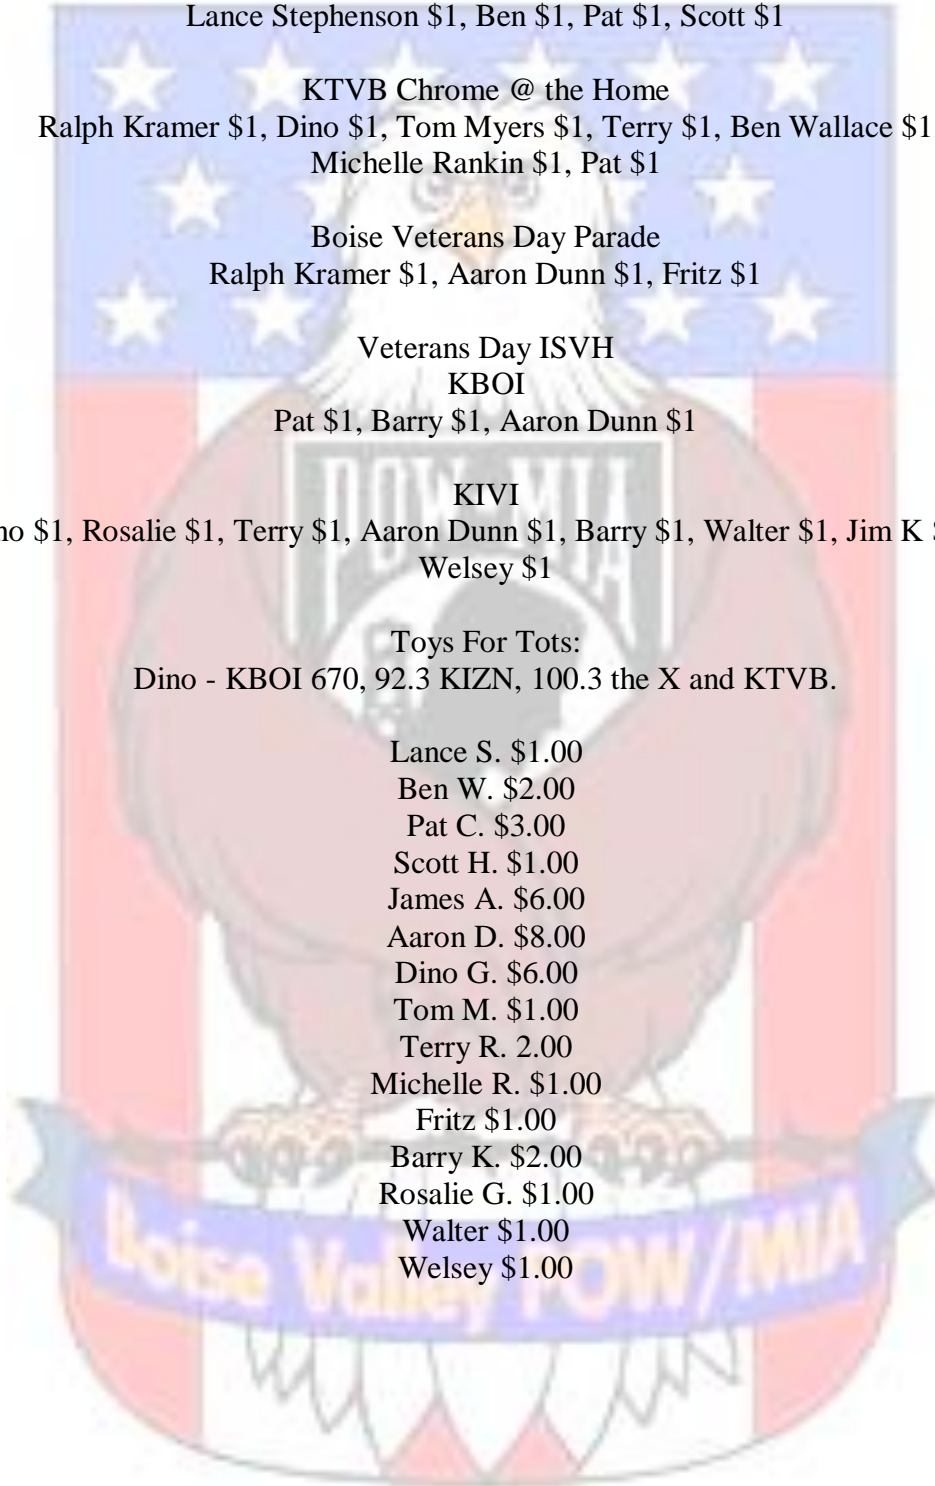 Lance Stephenson $1, Ben $1, Pat $1, Scott $1
KTVB Chrome @ the Home
Ralph Kramer $1, Dino $1, Tom Myers $1, Terry $1, Ben Wallace $1
Michelle Rankin $1, Pat $1
Boise Veterans Day Parade
Ralph Kramer $1, Aaron Dunn $1, Fritz $1
Veterans Day ISVH
KBOI
Pat $1, Barry $1, Aaron Dunn $1
POW MIA
KIVI
no $1, Rosalie $1, Terry $1, Aaron Dunn $1, Barry $1, Walter $1, Jim K
Welsey $1
Toys For Tots:
Dino - KBOI 670, 92.3 KIZN, 100.3 the X and KTVB.
Lance S. $1.00
Ben W. $2.00
Pat C. $3.00
Scott H. $1.00
James A. $6.00
Aaron D. $8.00
Dino G. $6.00
Tom M. $1.00
Terry R. 2.00
Michelle R. $1.00
Fritz $1.00
Barry K. $2.00
Rosalie G. $1.00
Walter $1.00
Welsey $1.00
Boise Valley POW/MIA